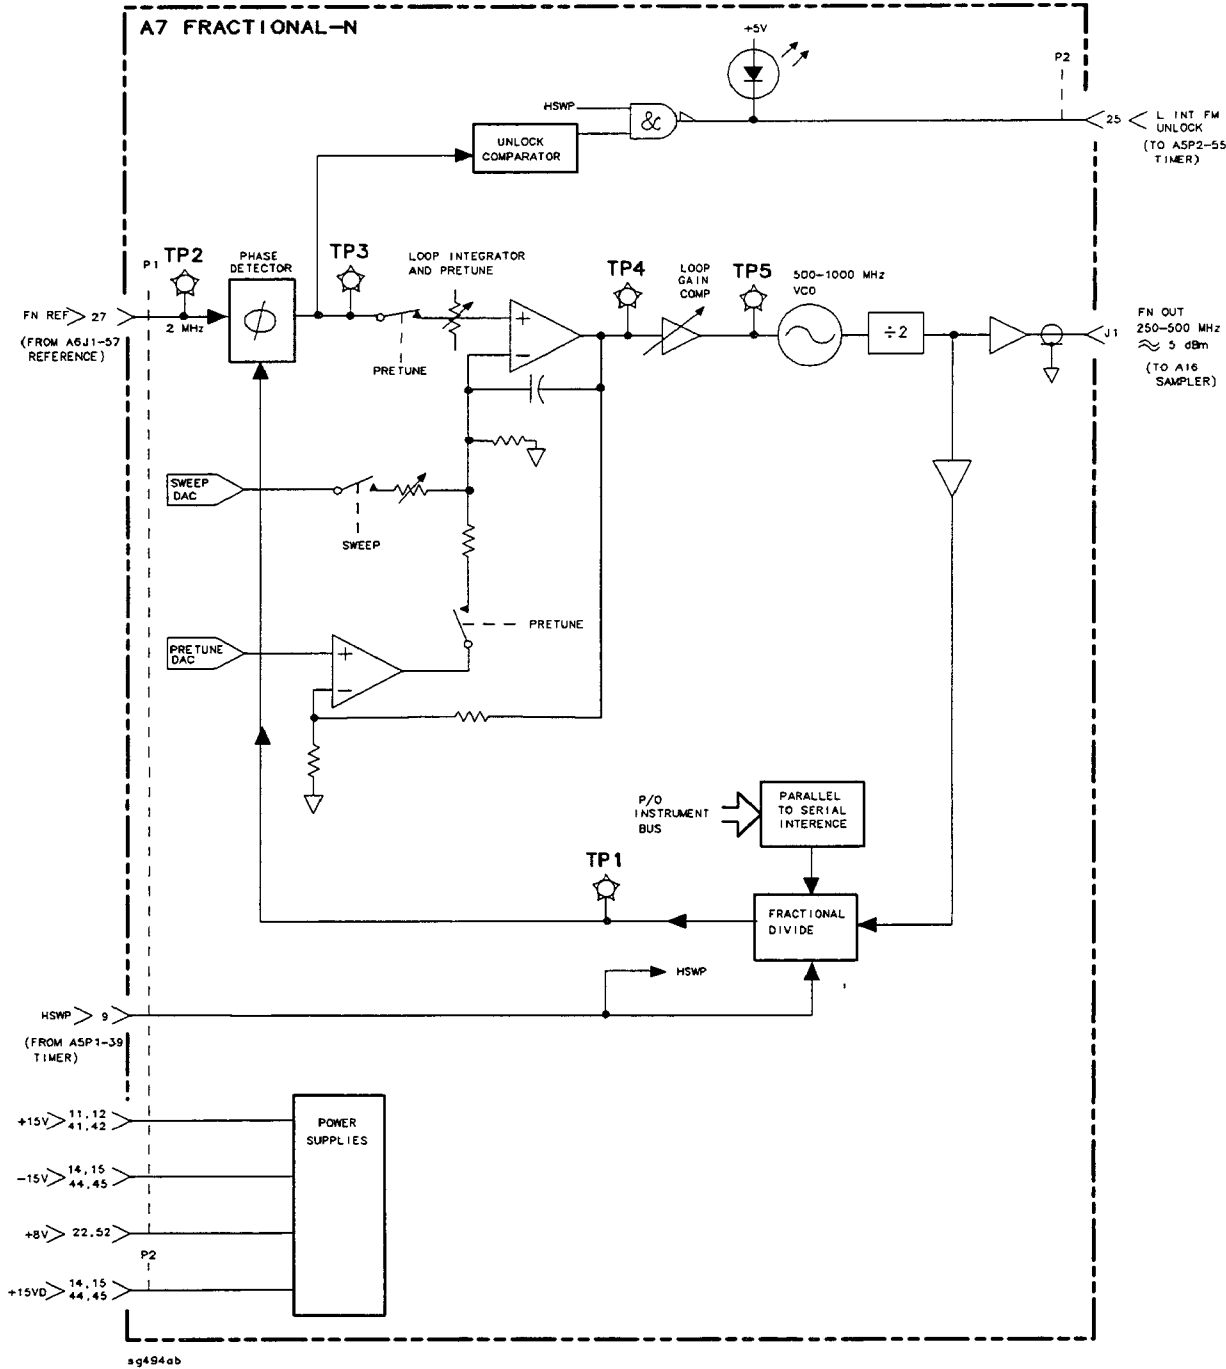 A7 FRACTIONAL-N
+5V
P2
HSWP
&
25
L INT FM
UNLOCK
(TO A5P2-55
TIMER)
UNLOCK
COMPARATOR
P1
TP2
PHASE
DETECTOR
TP3
LOOP INTEGRATOR
AND PRETUNE
TP4
LOOP
GAIN
COMP
TP5
500-1000 MHz
VCO
FN REF
27
(FROM A6J1-57
REFERENCE)
2 MHz
ϕ
+
−
÷2
J1
FN OUT
250-500 MHz
≈ 5 dBm
(TO A16
SAMPLER)
PRETUNE
SWEEP
DAC
SWEEP
PRETUNE
PRETUNE
DAC
+
−
P/O
INSTRUMENT
BUS
PARALLEL
TO SERIAL
INTERENCE
TP1
FRACTIONAL
DIVIDE
HSWP
HSWP
9
(FROM A5P1-39
TIMER)
+15V
11,12
41,42
POWER
SUPPLIES
-15V
14,15
44,45
+8V
22,52
P2
+15VD
14,15
44,45
sg494ab